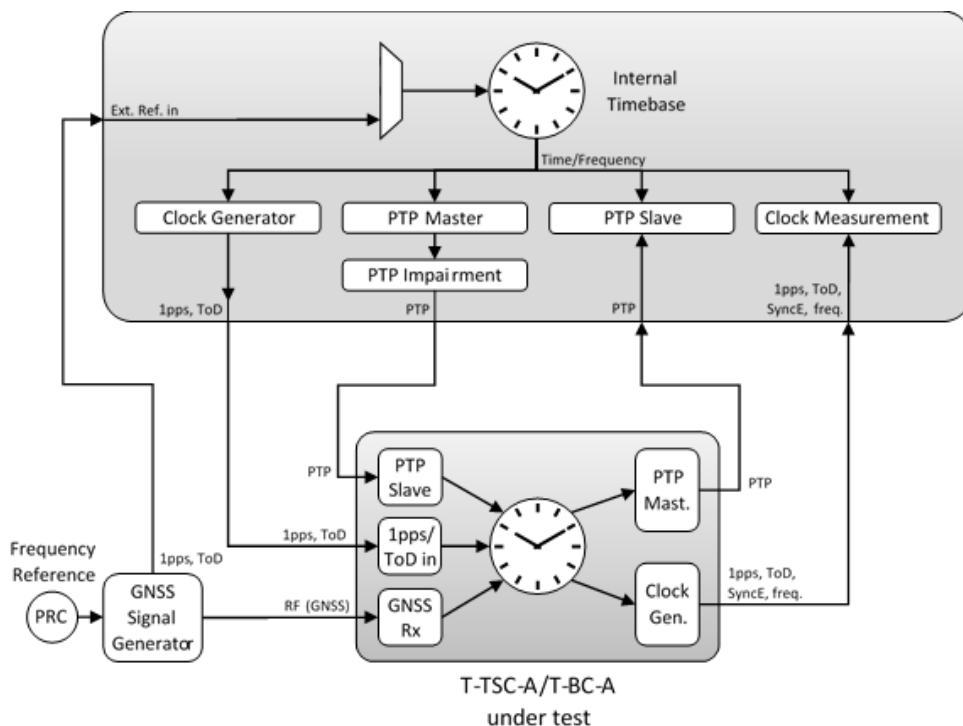 Internal
Timebase
Ext. Ref. in
Time/Frequency
Clock Generator
PTP Master
PTP Slave
Clock Measurement
PTP Impairment
1pps, ToD
PTP
PTP
1pps, ToD,
SyncE, freq.
PTP
PTP
Slave
PTP
Mast.
PTP
1pps, ToD
1pps/
ToD in
Frequency
Reference
1pps, ToD
PRC
GNSS
Signal
Generator
RF (GNSS)
GNSS
Rx
Clock
Gen.
1pps, ToD,
SyncE, freq.
T-TSC-A/T-BC-A
under test